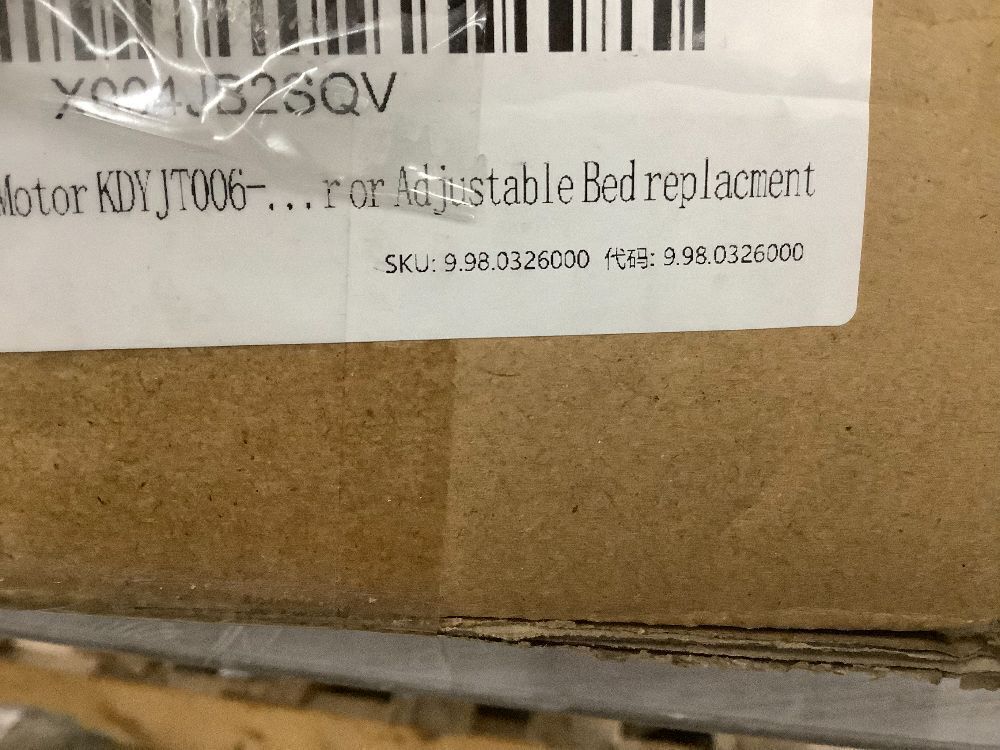 X004JB2SQV
Motor KDYJT006-...r or Adjustable Bed replacment
SKU: 9.98.0326000 代码: 9.98.0326000